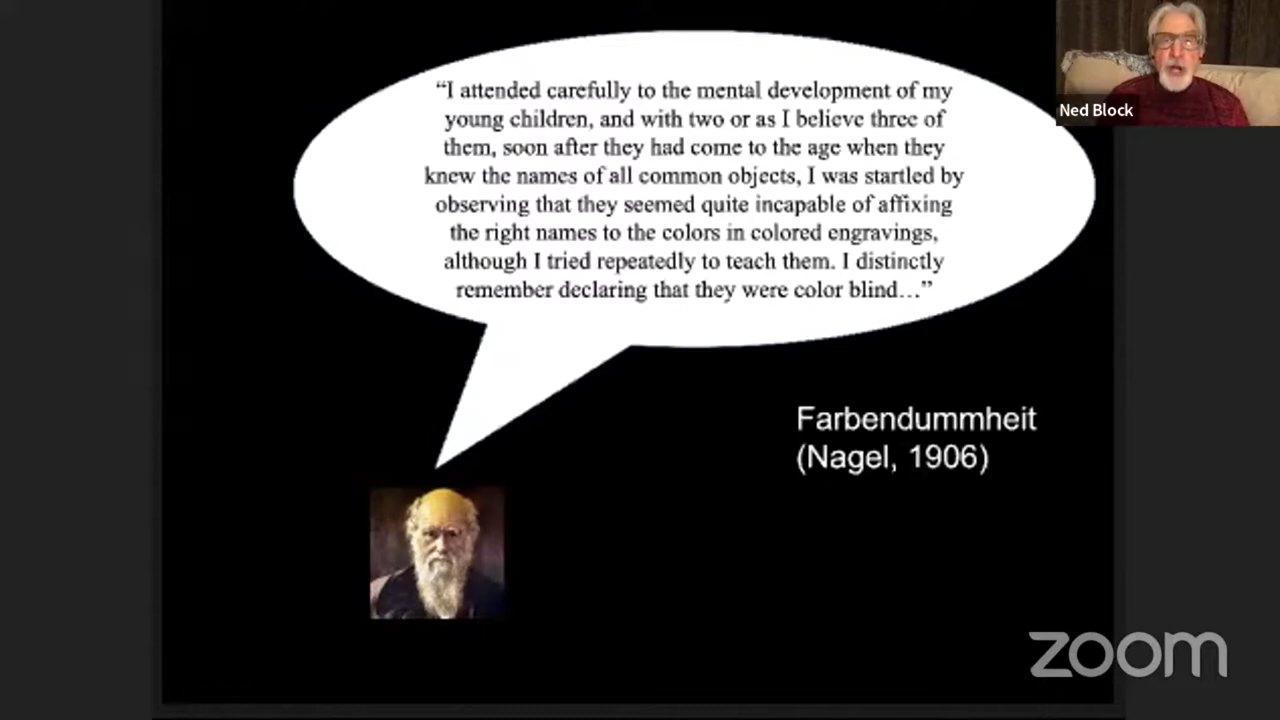 “I attended carefully to the mental development of my
young children, and with two or as I believe three of
them, soon after they had come to the age when they
knew the names of all common objects, I was startled by
observing that they seemed quite incapable of affixing
the right names to the colors in colored engravings,
although I tried repeatedly to teach them. I distinctly
remember declaring that they were color blind…”
Ned Block
Farbendummheit
(Nagel, 1906)
zoom